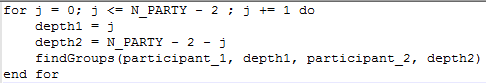 for j = 0; j <= N_PARTY - 2 ; j += 1 do
    depth1 = j
    depth2 = N_PARTY - 2 - j
    findGroups(participant_1, depth1, participant_2, depth2)
end for